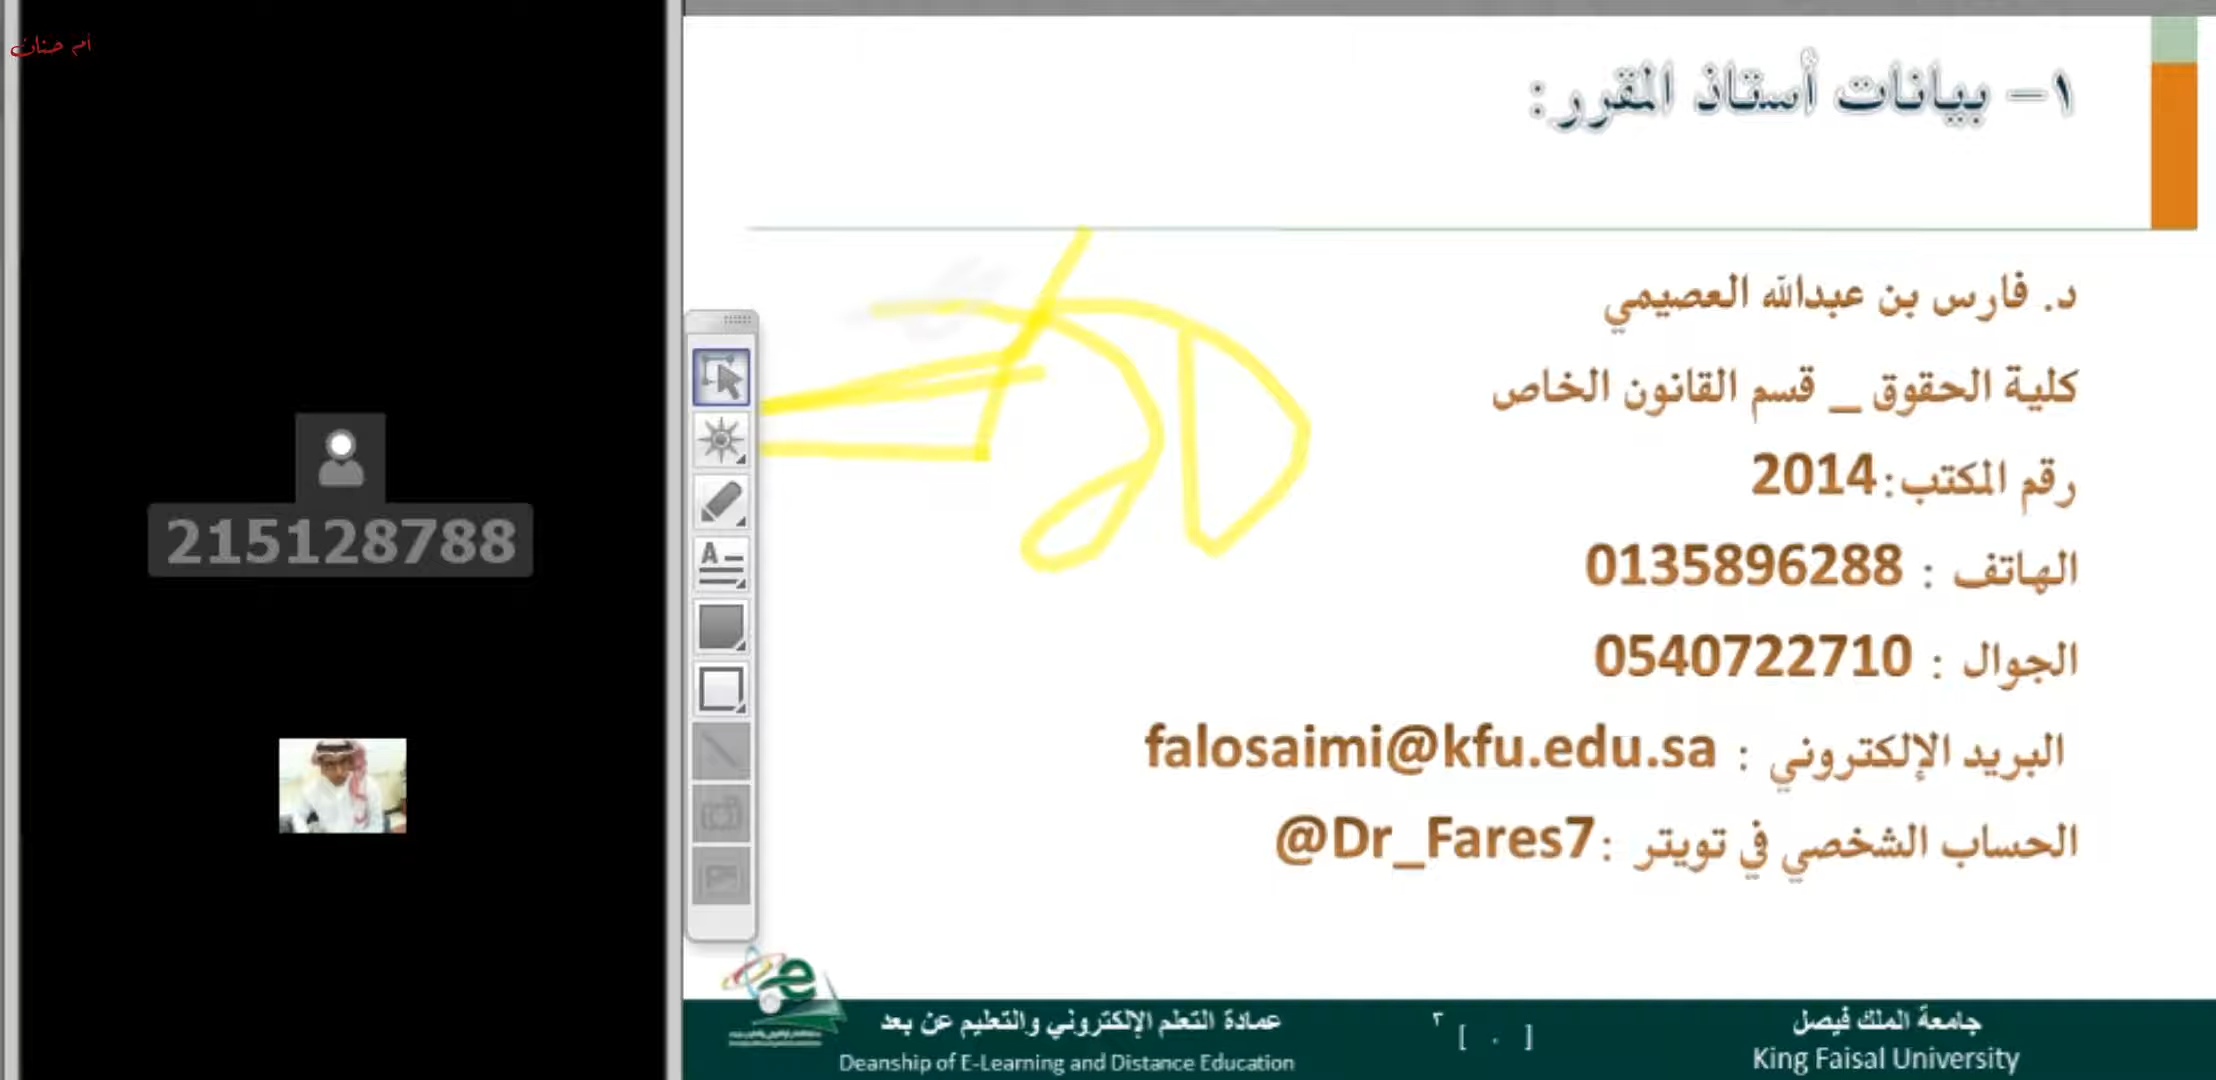 أم حنان
215128788
١- بيانات أستاذ المقرر:
د. فارس بن عبدالله العصيمي
كلية الحقوق _ قسم القانون الخاص
رقم المكتب: 2014
الهاتف : 0135896288
الجوال : 0540722710
البريد الإلكتروني : falosaimi@kfu.edu.sa
الحساب الشخصي في تويتر : @Dr_Fares7
جامعة الملك فيصل
King Faisal University
٣
[ . ]
عمادة التعلم الإلكتروني والتعليم عن بعد
Deanship of E-Learning and Distance Education